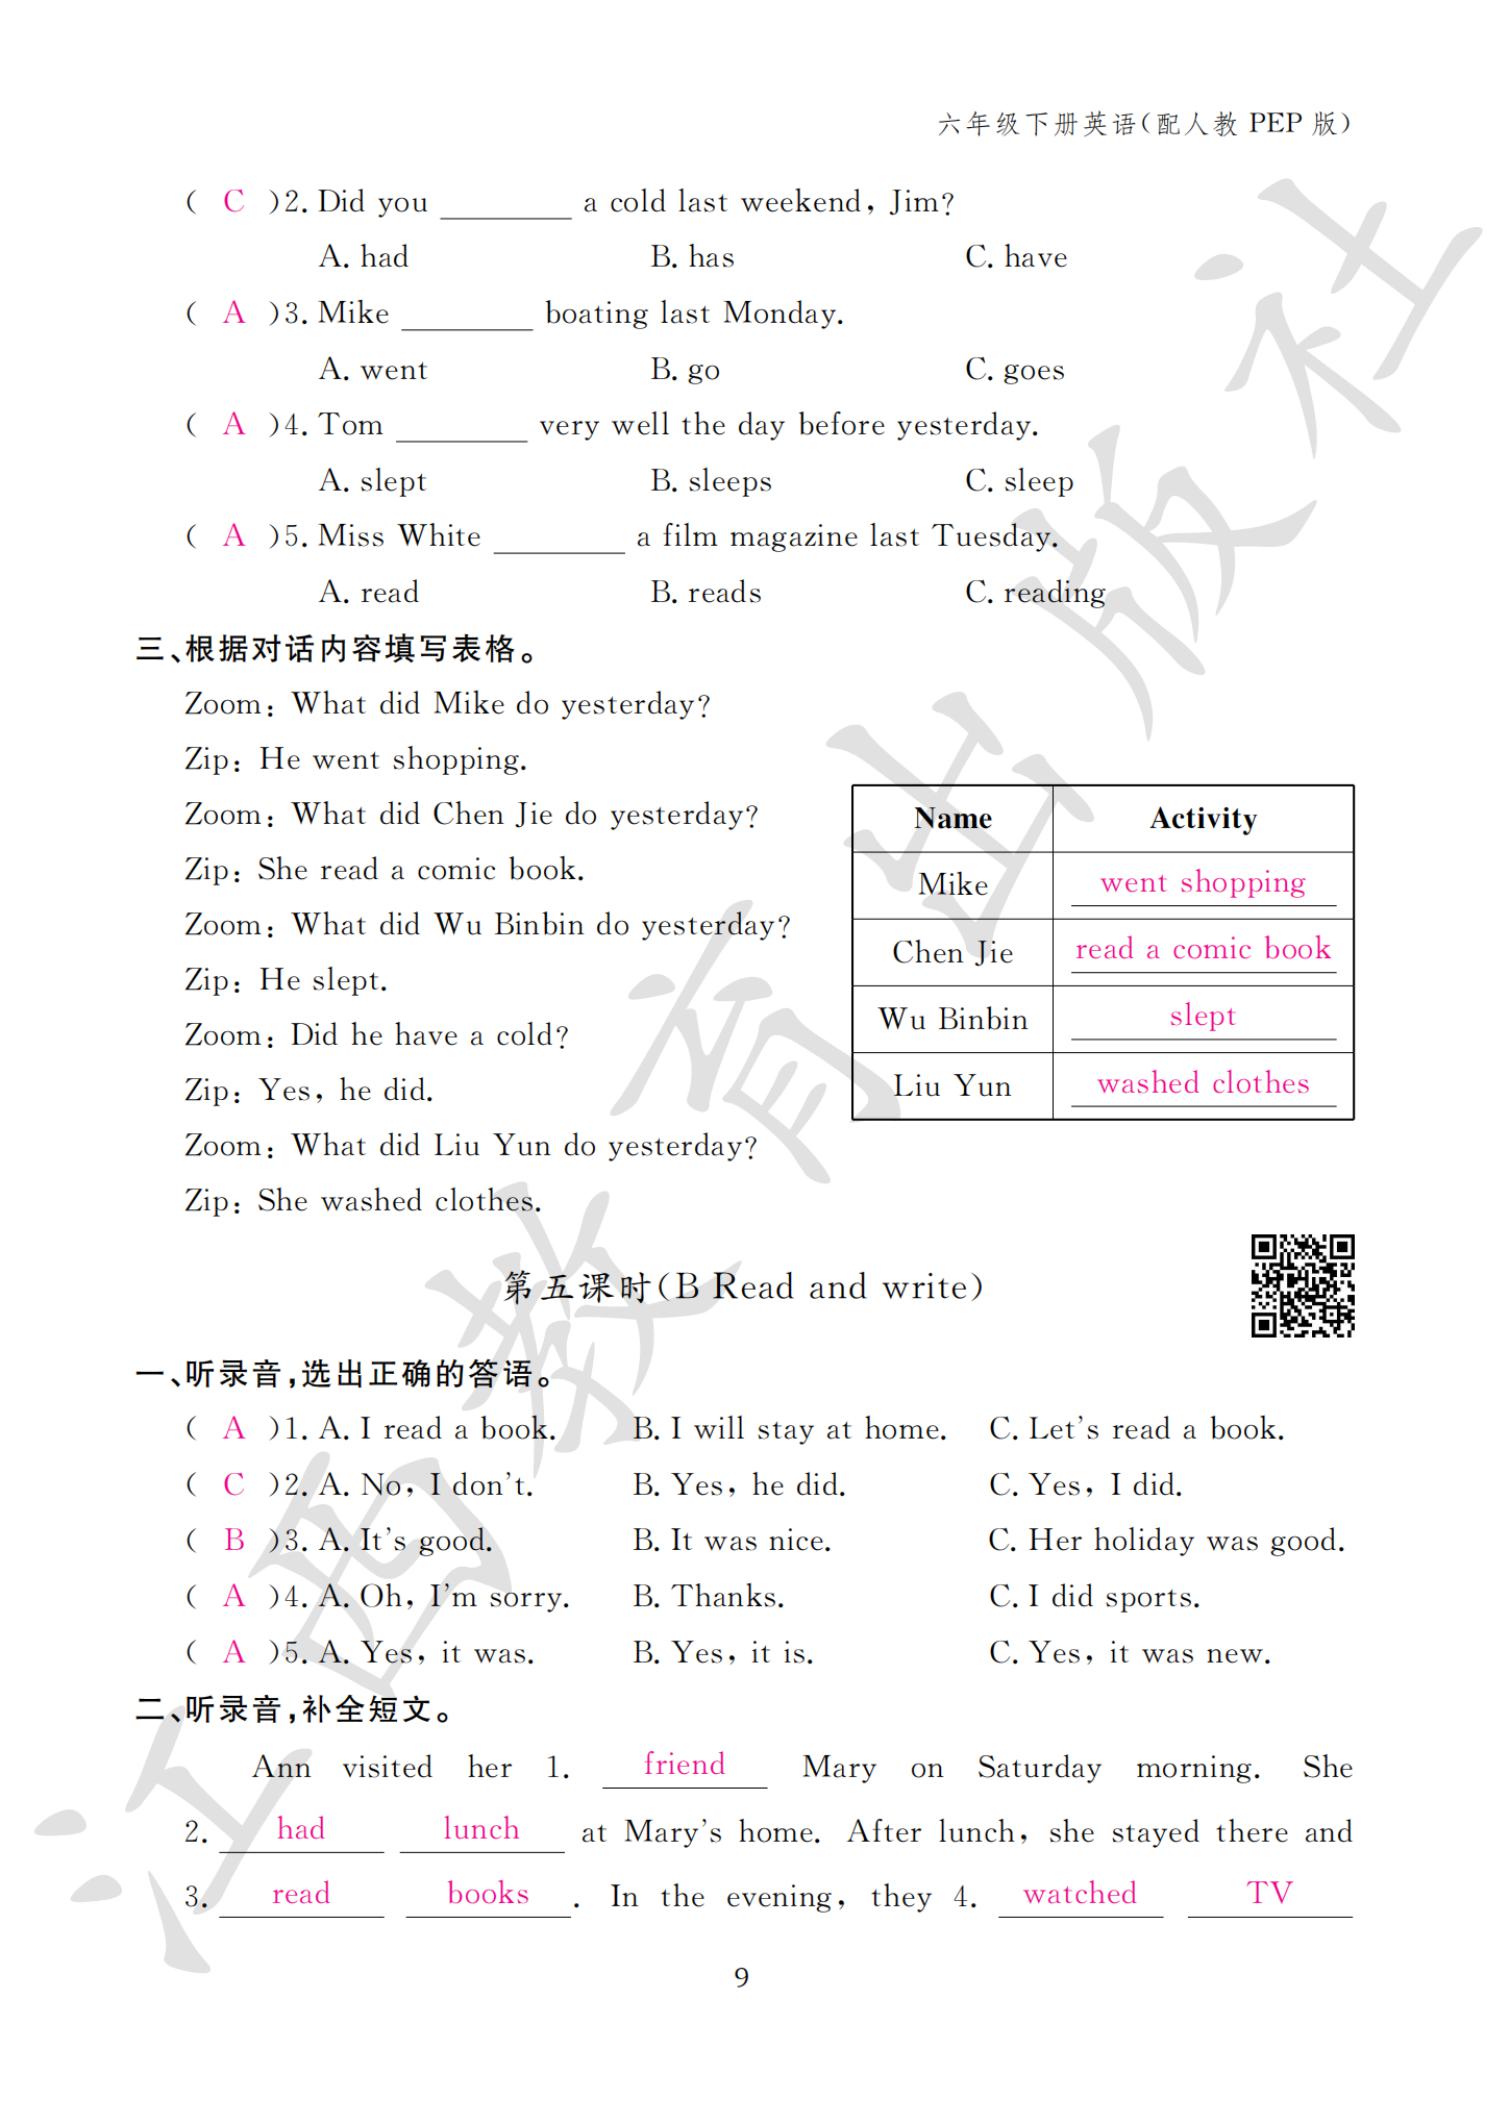 六年级下册英语(配人教 PEP 版)
( C )2. Did you ________ a cold last weekend, Jim?
A. had B. has C. have
( A )3. Mike ________ boating last Monday.
A. went B. go C. goes
( A )4. Tom ________ very well the day before yesterday.
A. slept B. sleeps C. sleep
( A )5. Miss White ________ a film magazine last Tuesday.
A. read B. reads C. reading
三、根据对话内容填写表格。
Zoom: What did Mike do yesterday?
Zip: He went shopping.
Zoom: What did Chen Jie do yesterday?
Zip: She read a comic book.
Zoom: What did Wu Binbin do yesterday?
Zip: He slept.
Zoom: Did he have a cold?
Zip: Yes, he did.
Zoom: What did Liu Yun do yesterday?
Zip: She washed clothes.
Name Activity
Mike went shopping
Chen Jie read a comic book
Wu Binbin slept
Liu Yun washed clothes
第五课时(B Read and write)
一、听录音,选出正确的答语。
( A )1. A. I read a book. B. I will stay at home. C. Let's read a book.
( C )2. A. No, I don't. B. Yes, he did. C. Yes, I did.
( B )3. A. It's good. B. It was nice. C. Her holiday was good.
( A )4. A. Oh, I'm sorry. B. Thanks. C. I did sports.
( A )5. A. Yes, it was. B. Yes, it is. C. Yes, it was new.
二、听录音,补全短文。
Ann visited her 1. friend Mary on Saturday morning. She
2. had lunch at Mary's home. After lunch, she stayed there and
3. read books . In the evening, they 4. watched TV
9
江西教育出版社